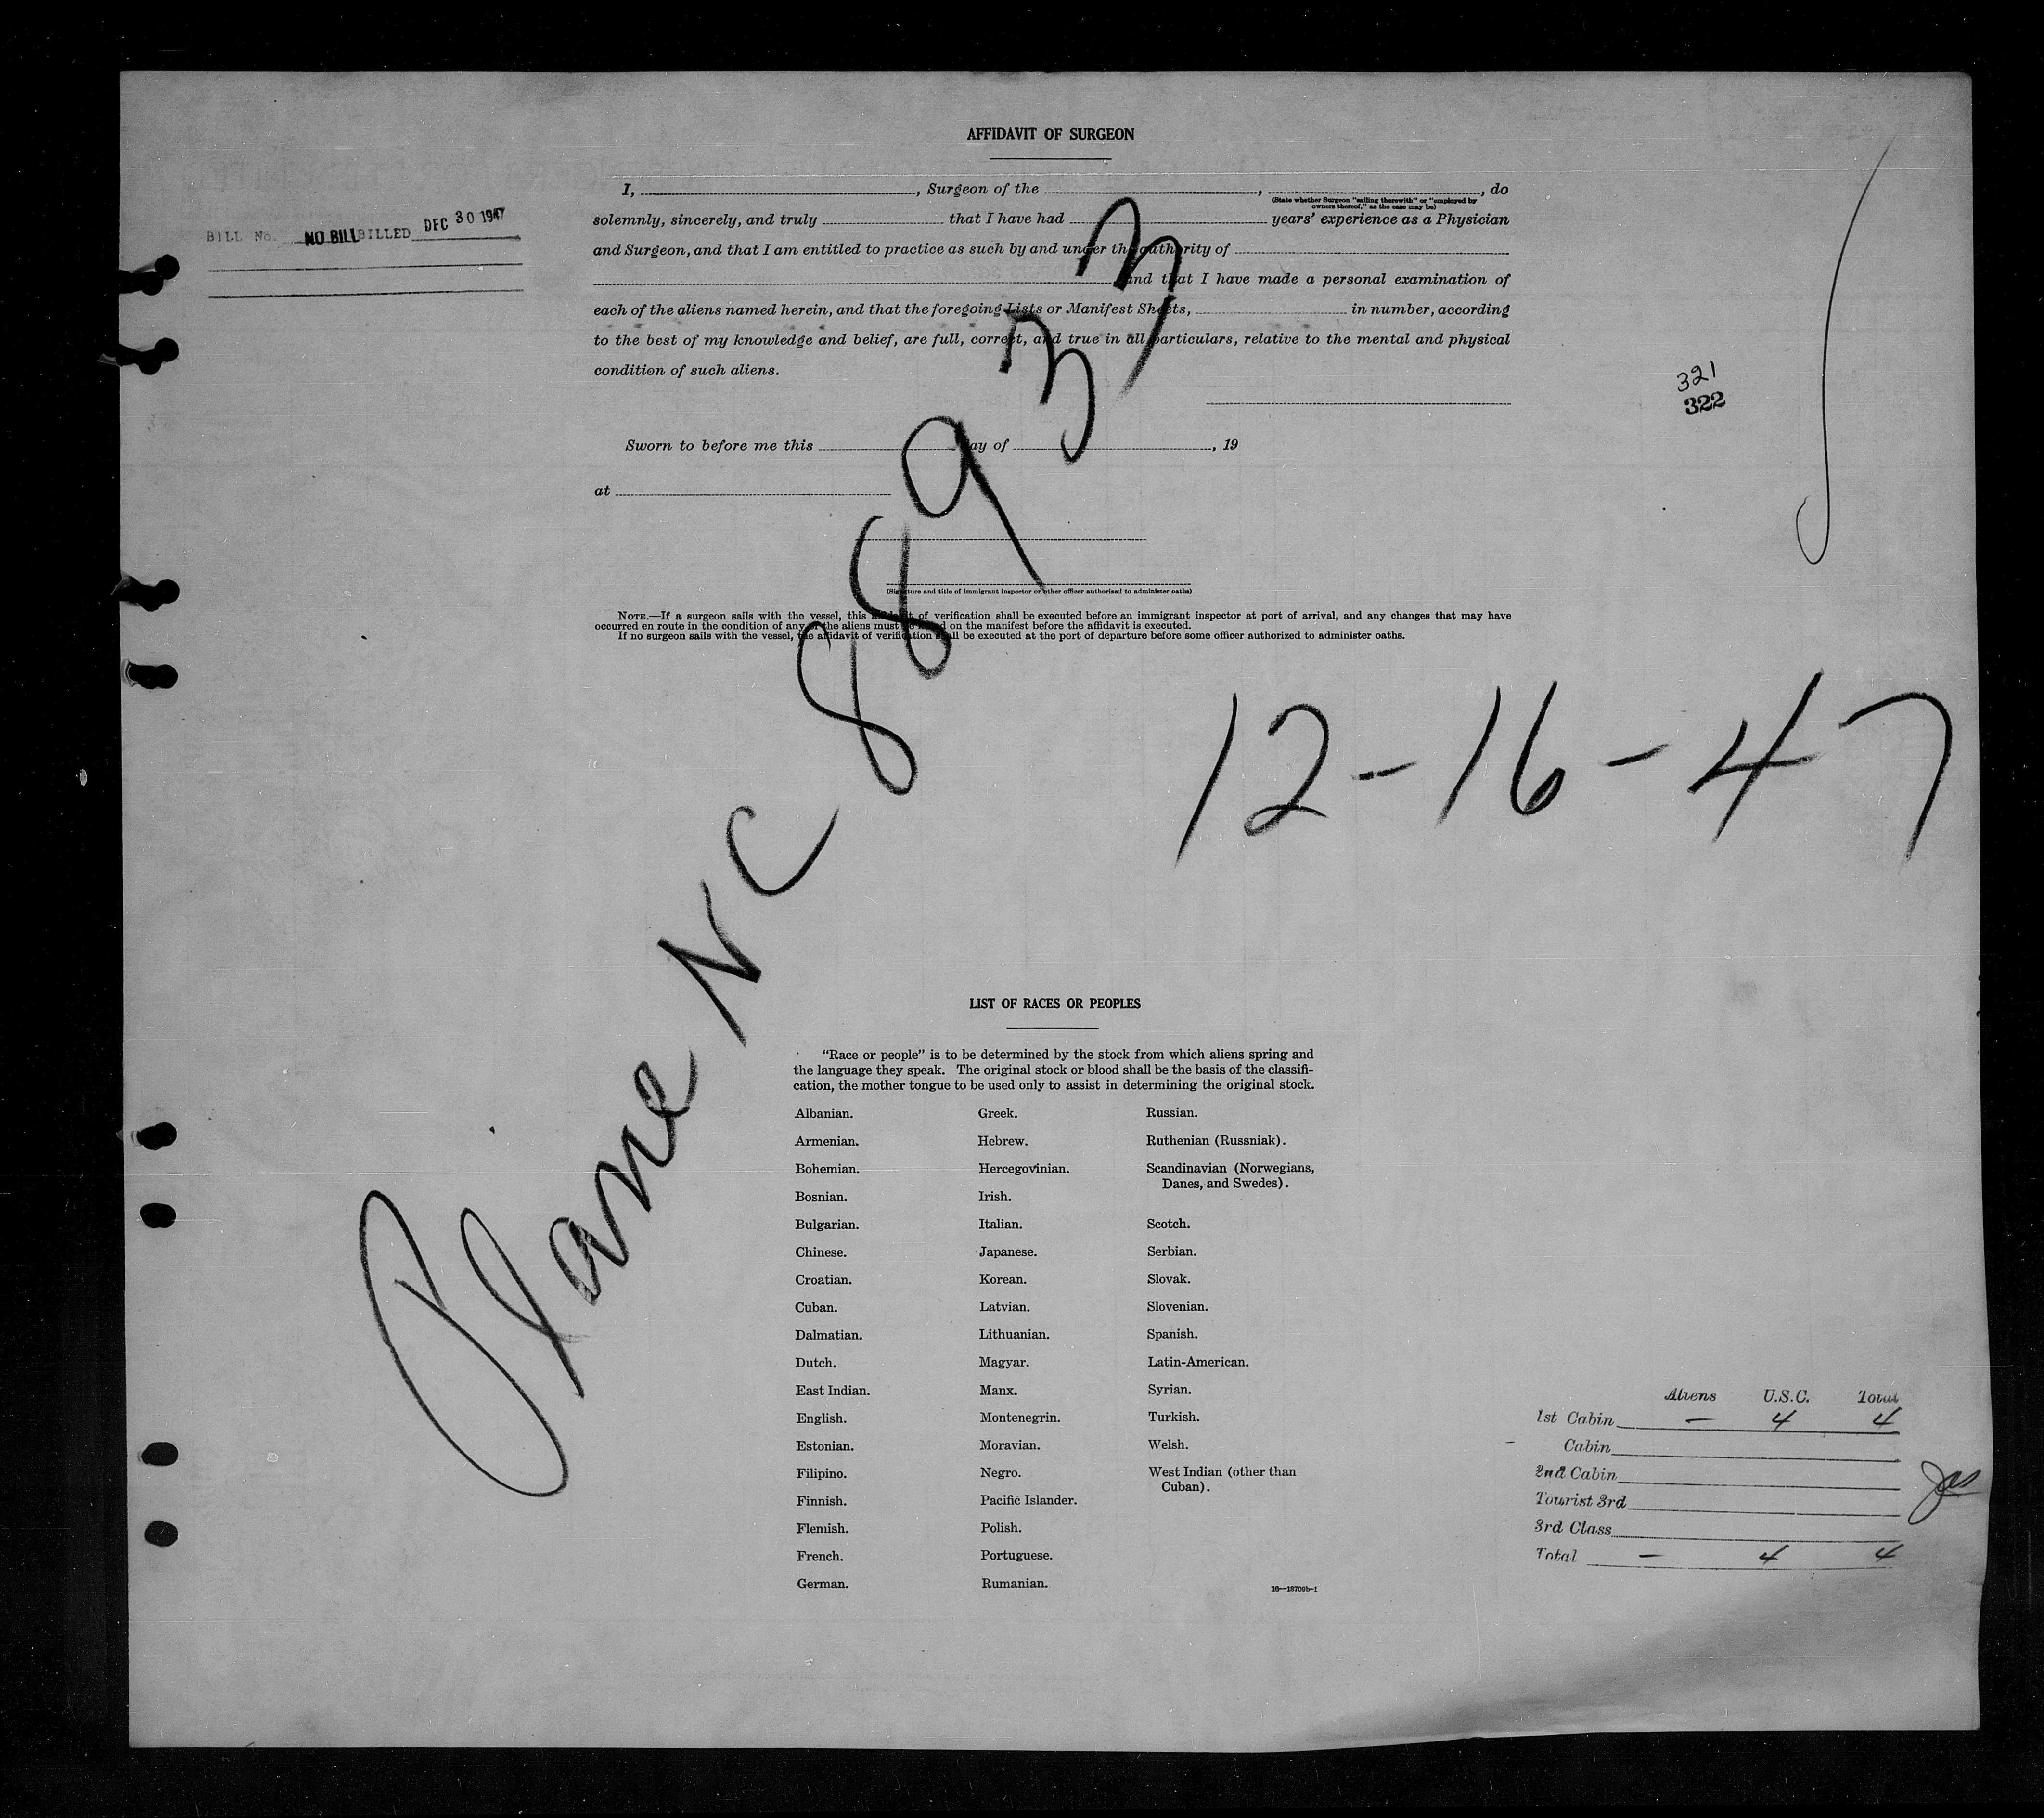 AFFIDAVIT OF SURGEON
I, , Surgeon of the , , do
(State whether Surgeon "sailing therewith" or "employed by
owners thereof," as the case may be)
solemnly, sincerely, and truly that I have had years' experience as a Physician
and Surgeon, and that I am entitled to practice as such by and under the authority of
and that I have made a personal examination of
each of the aliens named herein, and that the foregoing Lists or Manifest Sheets, in number, according
to the best of my knowledge and belief, are full, correct, and true in all particulars, relative to the mental and physical
condition of such aliens.
BILL No. NO BILL BILLED DEC 30 1947
321
322
Sworn to before me this day of , 19
at
(Signature and title of immigrant inspector or other officer authorized to administer oaths)
NOTE.—If a surgeon sails with the vessel, this affidavit of verification shall be executed before an immigrant inspector at port of arrival, and any changes that may have
occurred en route in the condition of any of the aliens must be noted on the manifest before the affidavit is executed.
If no surgeon sails with the vessel, the affidavit of verification shall be executed at the port of departure before some officer authorized to administer oaths.
Plane NC 88933
12-16-47
LIST OF RACES OR PEOPLES
"Race or people" is to be determined by the stock from which aliens spring and
the language they speak. The original stock or blood shall be the basis of the classifi-
cation, the mother tongue to be used only to assist in determining the original stock.
Albanian.
Armenian.
Bohemian.
Bosnian.
Bulgarian.
Chinese.
Croatian.
Cuban.
Dalmatian.
Dutch.
East Indian.
English.
Estonian.
Filipino.
Finnish.
Flemish.
French.
German.
Greek.
Hebrew.
Hercegovinian.
Irish.
Italian.
Japanese.
Korean.
Latvian.
Lithuanian.
Magyar.
Manx.
Montenegrin.
Moravian.
Negro.
Pacific Islander.
Polish.
Portuguese.
Rumanian.
Russian.
Ruthenian (Russniak).
Scandinavian (Norwegians,
Danes, and Swedes).
Scotch.
Serbian.
Slovak.
Slovenian.
Spanish.
Latin-American.
Syrian.
Turkish.
Welsh.
West Indian (other than
Cuban).
16—18709b-1
Aliens U.S.C. Total
1st Cabin — 4 4
Cabin
2nd Cabin
Tourist 3rd
3rd Class
Total — 4 4